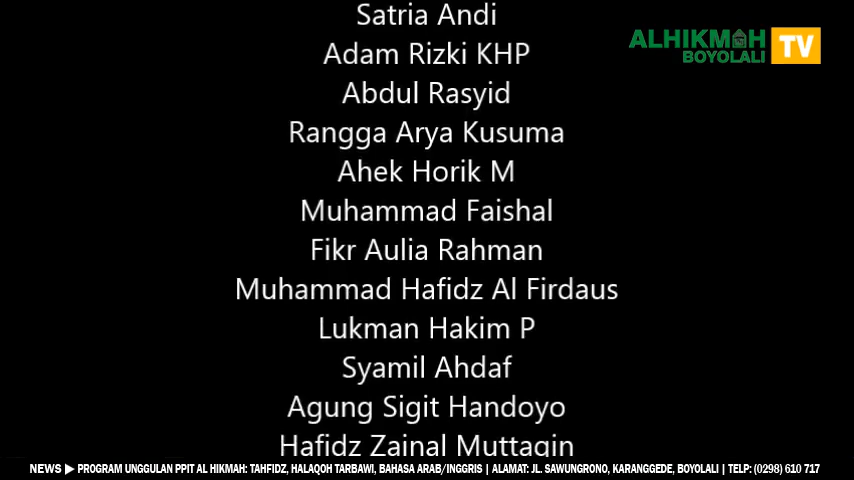 Satria Andi
ALHIKMAH
BOYOLALI
TV
Adam Rizki KHP
Abdul Rasyid
Rangga Arya Kusuma
Ahek Horik M
Muhammad Faishal
Fikr Aulia Rahman
Muhammad Hafidz Al Firdaus
Lukman Hakim P
Syamil Ahdaf
Agung Sigit Handoyo
Hafidz Zainal Muttaqin
NEWS ▶ PROGRAM UNGGULAN PPIT AL HIKMAH: TAHFIDZ, HALAQOH TARBAWI, BAHASA ARAB/INGGRIS | ALAMAT: JL. SAWUNGRONO, KARANGGEDE, BOYOLALI | TELP: (0298) 610 717